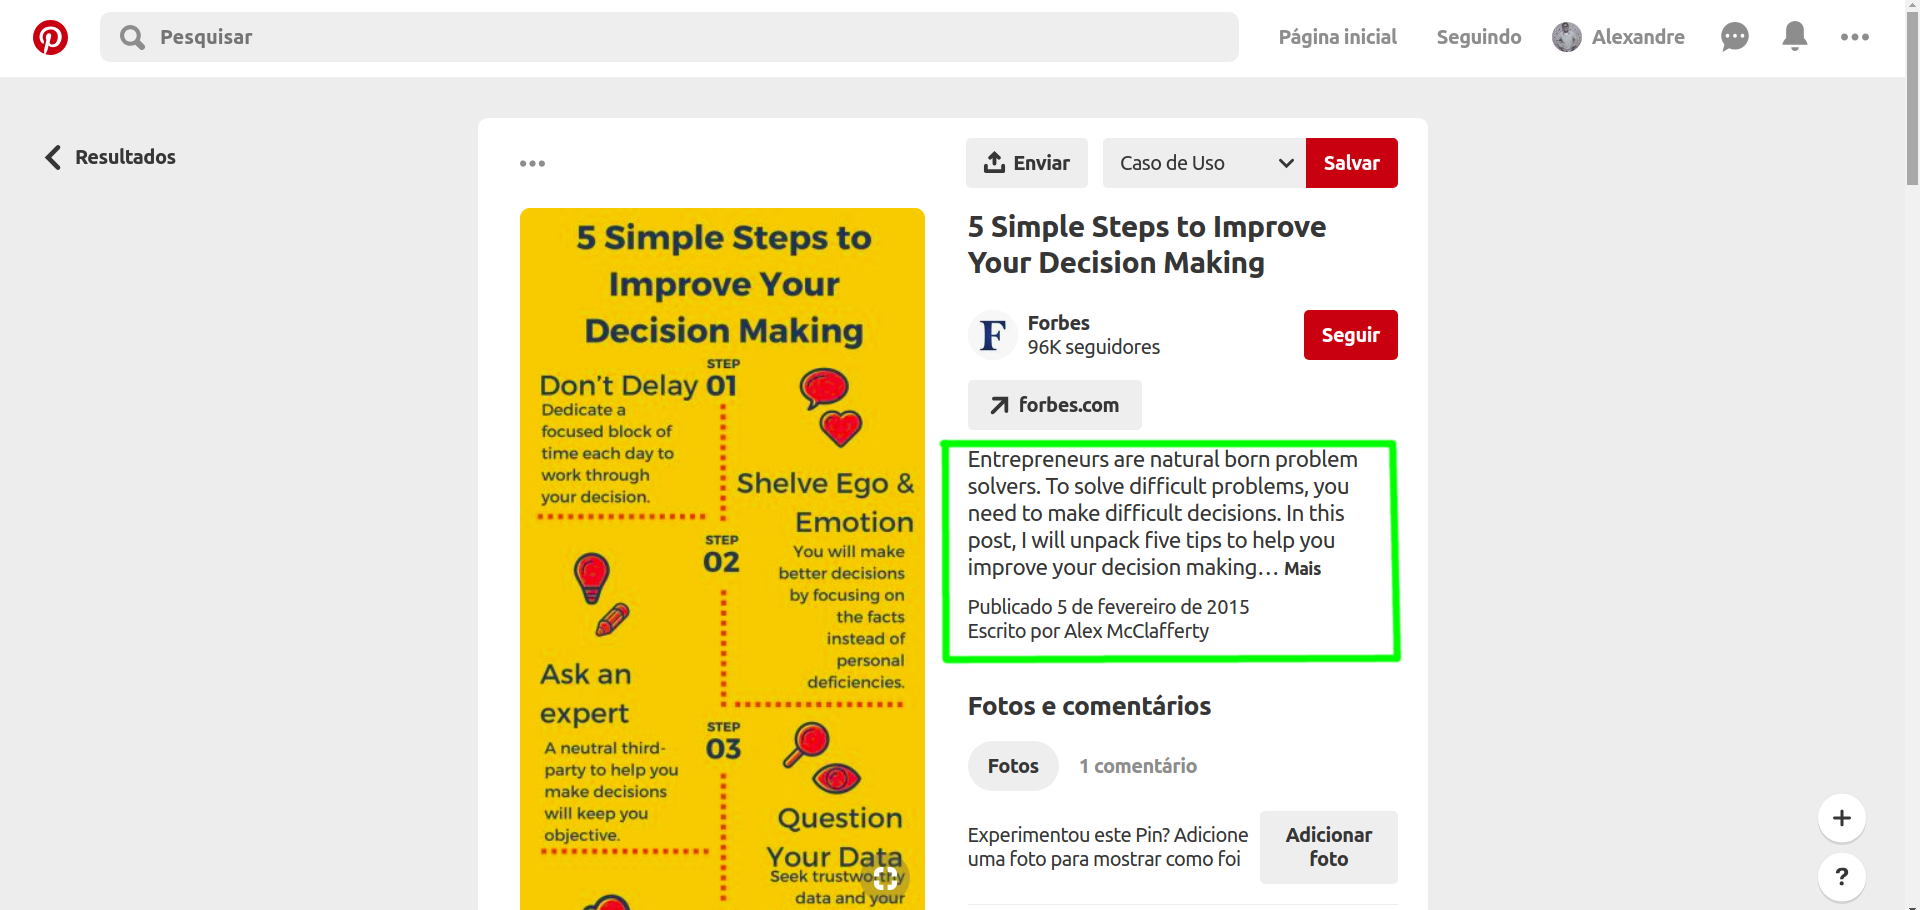 Pesquisar
Página inicial
Seguindo
Alexandre
Resultados
Enviar
Caso de Uso
Salvar
5 Simple Steps to
Improve Your
Decision Making
STEP
01
Don't Delay
Dedicate a
focused block of
time each day to
work through
your decision.
Shelve Ego &
Emotion
STEP
02
You will make
better decisions
by focusing on
the facts
instead of
personal
deficiencies.
Ask an
expert
STEP
03
A neutral third-
party to help you
make decisions
will keep you
objective.
Question
Your Data
Seek trustworthy
data and your
5 Simple Steps to Improve
Your Decision Making
F
Forbes
96K seguidores
Seguir
forbes.com
Entrepreneurs are natural born problem
solvers. To solve difficult problems, you
need to make difficult decisions. In this
post, I will unpack five tips to help you
improve your decision making… Mais
Publicado 5 de fevereiro de 2015
Escrito por Alex McClafferty
Fotos e comentários
Fotos
1 comentário
Experimentou este Pin? Adicione
uma foto para mostrar como foi
Adicionar
foto
+
?